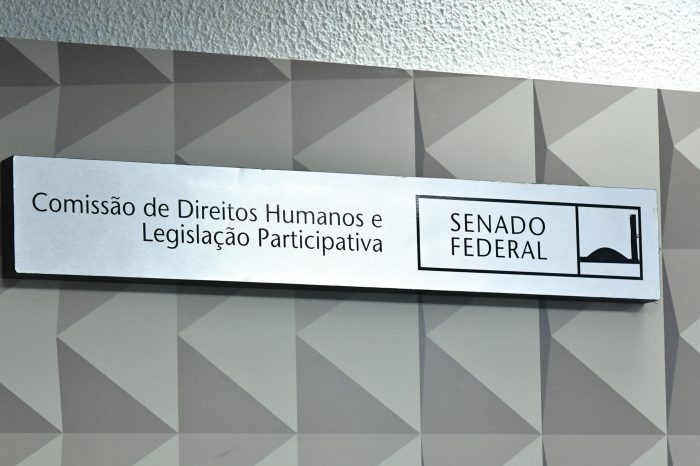 Comissão de Direitos Humanos e
Legislação Participativa
SENADO
FEDERAL